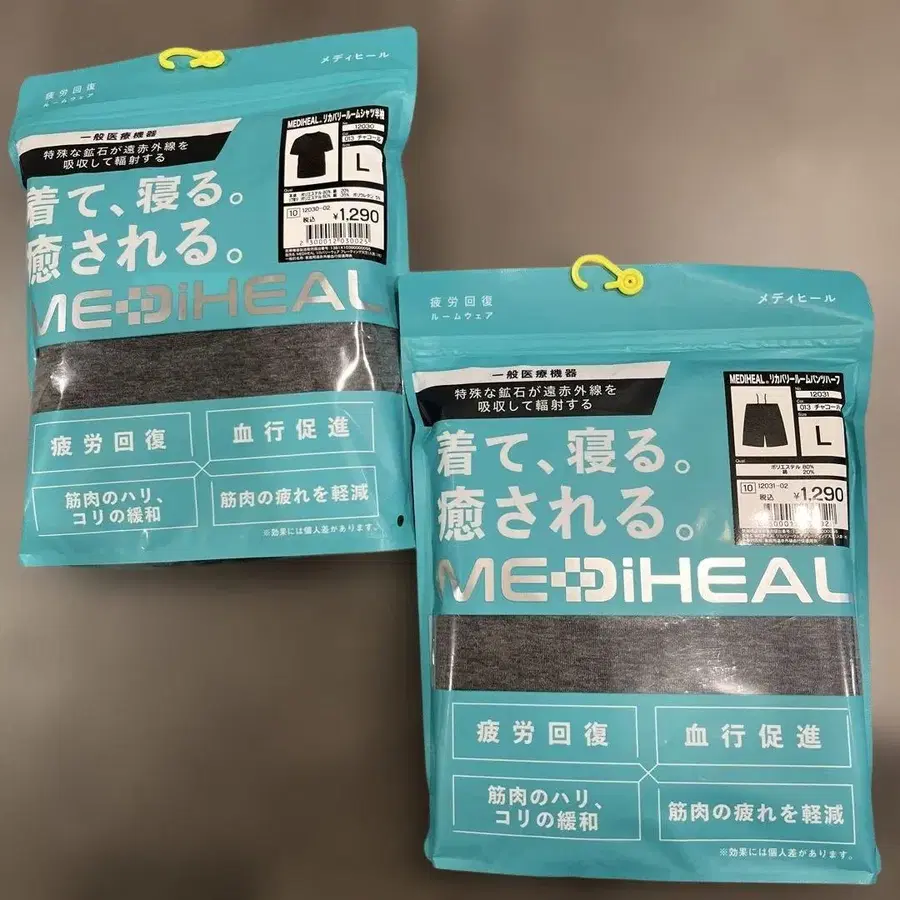 疲労回復
ルームウェア
メディヒール
一般医療機器
特殊な鉱石が遠赤外線を
吸収して輻射する
MEDIHEAL® リカバリールームシャツ半袖
12030
013 チャコール
Size
L
10 12030-02
税込 ¥1,290
2300012030025
着て、寝る。
癒される。
MEDiHEAL
疲労回復
血行促進
筋肉のハリ、
コリの緩和
筋肉の疲れを軽減
※効果には個人差があります。
疲労回復
ルームウェア
メディヒール
一般医療機器
特殊な鉱石が遠赤外線を
吸収して輻射する
MEDIHEAL® リカバリールームパンツハーフ
No
12031
Col
013 チャコール
Size
L
Qual
ポリエステル 80%
綿 20%
10 12031-02
税込 ¥1,290
着て、寝る。
癒される。
MEDiHEAL
疲労回復
血行促進
筋肉のハリ、
コリの緩和
筋肉の疲れを軽減
※効果には個人差があります。